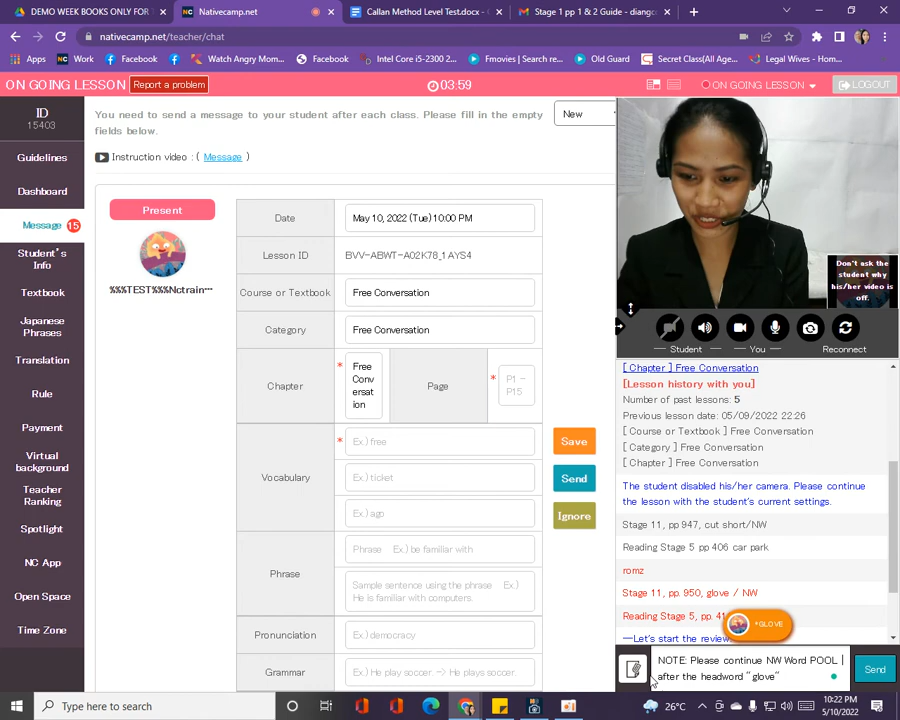 DEMO WEEK BOOKS ONLY FOR T
Nativecamp.net
Callan Method Level Test.docx -
Stage 1 pp 1 & 2 Guide - diango
nativecamp.net/teacher/chat
Apps
Work
Facebook
Watch Angry Mom...
Facebook
Intel Core i5-2300 2...
Fmovies | Search re...
Old Guard
Secret Class(All Age...
Legal Wives - Hom...
ON GOING LESSON
Report a problem
03:59
ON GOING LESSON
LOGOUT
ID
15403
Guidelines
Dashboard
Message 15
Student's
Info
Textbook
Japanese
Phrases
Translation
Rule
Payment
Virtual
background
Teacher
Ranking
Spotlight
NC App
Open Space
Time Zone
You need to send a message to your student after each class. Please fill in the empty
fields below.
New
Instruction video : ( Message )
Present
%%%TEST%%%Nctrain…
Date
May 10, 2022 (Tue) 10:00 PM
Lesson ID
BVV-ABWT-A02K78_1AYS4
Course or Textbook
Free Conversation
Category
Free Conversation
Chapter
* Free
Conv
ersat
ion
Page
* P1 -
P15
Vocabulary
* Ex.) free
Ex.) ticket
Ex.) ago
Save
Send
Ignore
Phrase
Phrase Ex.) be familiar with
Sample sentence using the phrase Ex.)
He is familiar with computers.
Pronunciation
Ex.) democracy
Grammar
Ex.) He play soccer. -> He plays soccer.
Don't ask the
student why
his/her video is
off.
Student
You
Reconnect
[ Chapter ] Free Conversation
[Lesson history with you]
Number of past lessons: 5
Previous lesson date: 05/09/2022 22:26
[ Course or Textbook ] Free Conversation
[ Category ] Free Conversation
[ Chapter ] Free Conversation
The student disabled his/her camera. Please continue
the lesson with the student's current settings.
Stage 11, pp 947, cut short/NW
Reading Stage 5 pp 406 car park
romz
Stage 11, pp. 950, glove / NW
Reading Stage 5, pp. 41
+GLOVE
—Let's start the review
NOTE: Please continue NW Word POOL
after the headword "glove"
Send
Type here to search
26°C
10:22 PM
5/10/2022